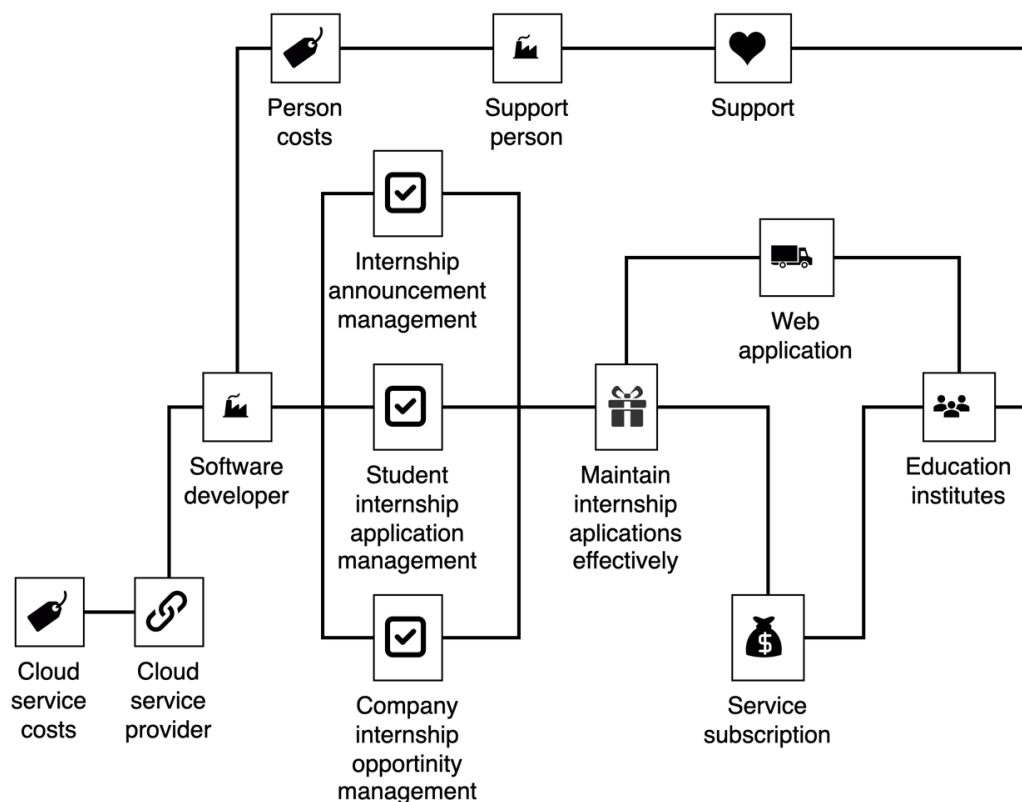 Person
costs
Support
person
Support
Internship
announcement
management
Web
application
Software
developer
Student
internship
application
management
Maintain
internship
aplications
effectively
Education
institutes
Cloud
service
costs
Cloud
service
provider
Company
internship
opportinity
management
$
Service
subscription